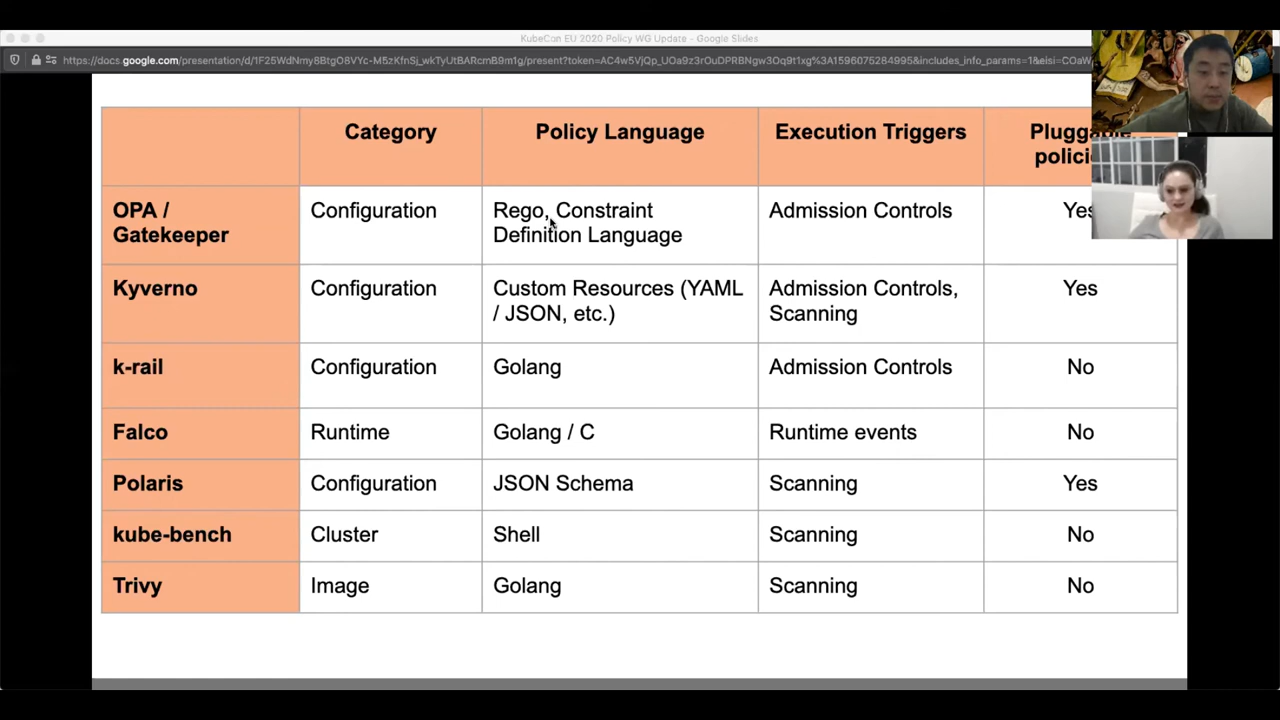 KubeCon EU 2020 Policy WG Update - Google Slides
Category
Policy Language
Execution Triggers
OPA /
Gatekeeper
Configuration
Rego, Constraint
Definition Language
Admission Controls
Kyverno
Configuration
Custom Resources (YAML
/ JSON, etc.)
Admission Controls,
Scanning
Yes
k-rail
Configuration
Golang
Admission Controls
No
Falco
Runtime
Golang / C
Runtime events
No
Polaris
Configuration
JSON Schema
Scanning
Yes
kube-bench
Cluster
Shell
Scanning
No
Trivy
Image
Golang
Scanning
No